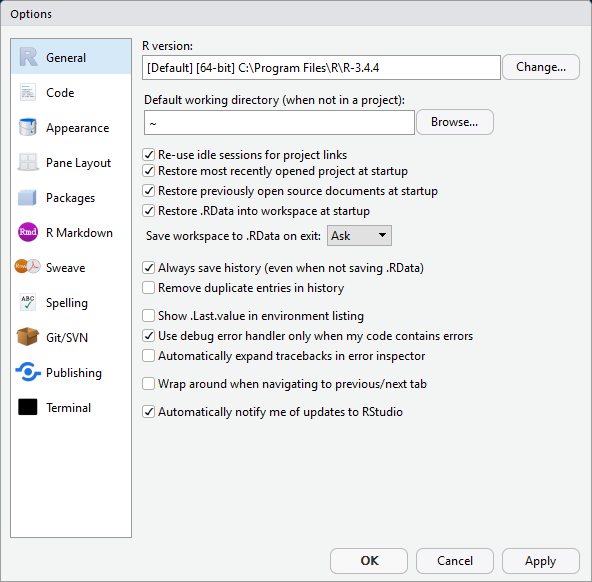 Options
General
Code
Appearance
Pane Layout
Packages
Rmd R Markdown
Sweave
ABC Spelling
Git/SVN
Publishing
Terminal
R version:
[Default] [64-bit] C:\Program Files\R\R-3.4.4
Change...
Default working directory (when not in a project):
~
Browse...
Re-use idle sessions for project links
Restore most recently opened project at startup
Restore previously open source documents at startup
Restore .RData into workspace at startup
Save workspace to .RData on exit: Ask
Always save history (even when not saving .RData)
Remove duplicate entries in history
Show .Last.value in environment listing
Use debug error handler only when my code contains errors
Automatically expand tracebacks in error inspector
Wrap around when navigating to previous/next tab
Automatically notify me of updates to RStudio
OK Cancel Apply